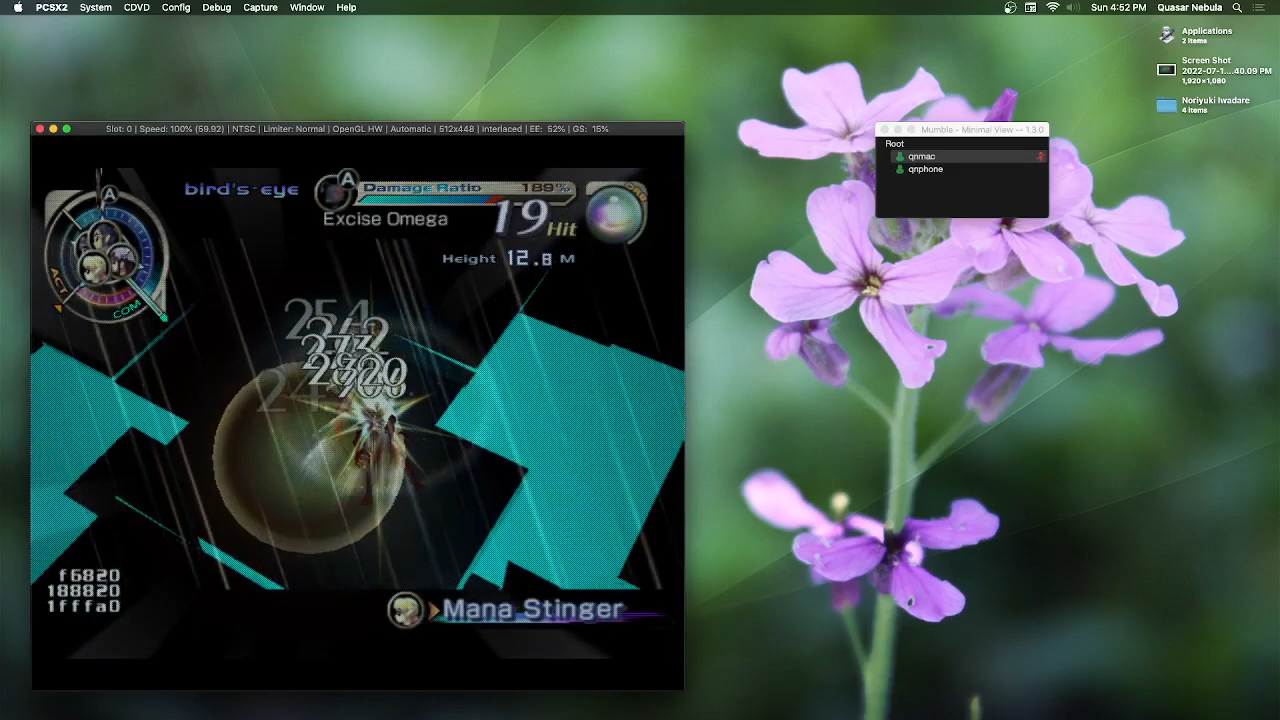 PCSX2 System CDVD Config Debug Capture Window Help Sun 4:52 PM Quasar Nebula
Applications
2 items
Screen Shot
2022-07-1....40.09 PM
1,920×1,080
Noriyuki Iwadare
4 items
Slot: 0 | Speed: 100% (59.92) | NTSC | Limiter: Normal | OpenGL HW | Automatic | 512x448 | Interlaced | EE: 52% | GS: 15%
Mumble - Minimal View -- 1.3.0
Root
qnmac
qnphone
bird's-eye
A
A
Damage Ratio 189%
Excise Omega
19 Hit
Height 12.8 M
ACT
COM
254
f6820
188820
1fffa0
Mana Stinger